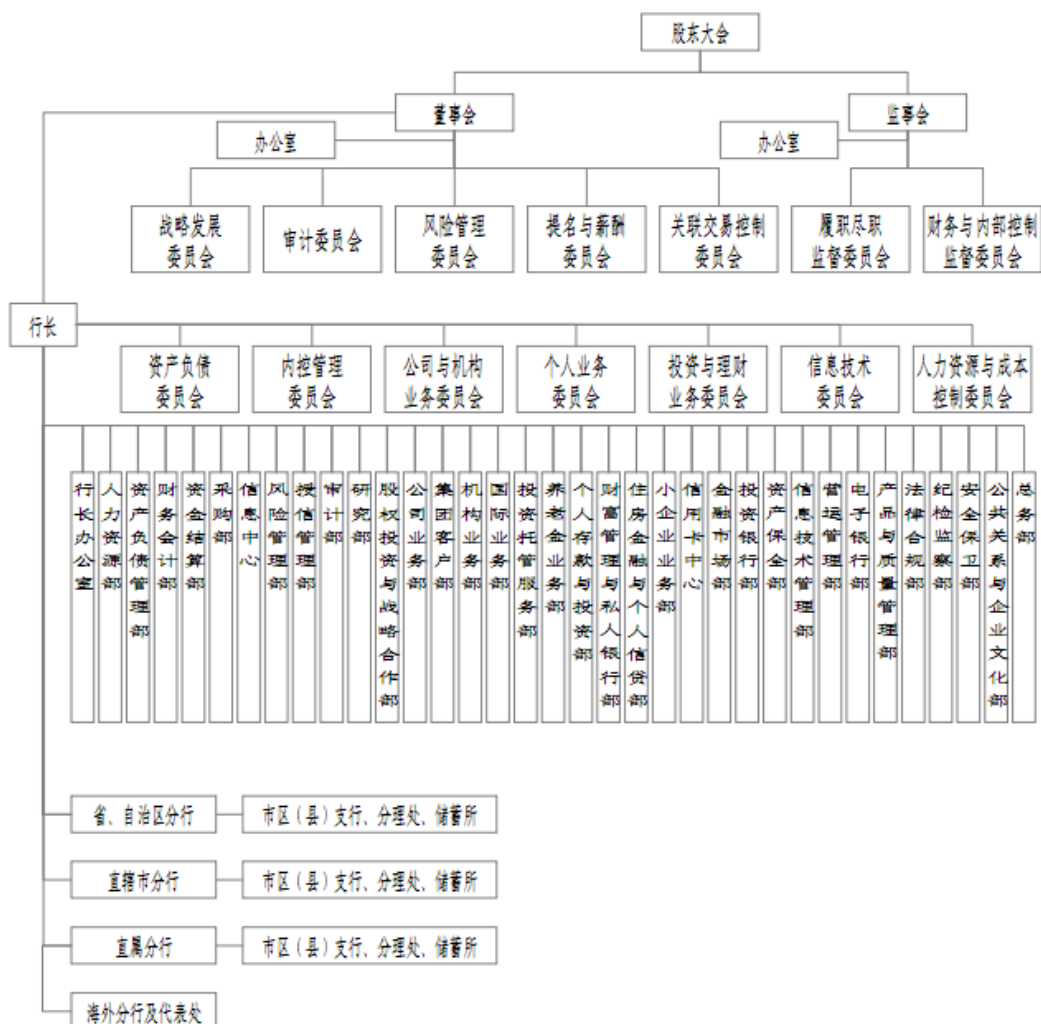 股东大会
董事会
监事会
办公室
办公室
战略发展
委员会
审计委员会
风险管理
委员会
提名与薪酬
委员会
关联交易控制
委员会
履职尽职
监督委员会
财务与内部控制
监督委员会
行长
资产负债
委员会
内控管理
委员会
公司与机构
业务委员会
个人业务
委员会
投资与理财
业务委员会
信息技术
委员会
人力资源与成本
控制委员会
行长办公室
人力资源部
资产负债管理部
财务会计部
资金结算部
采购部
信息中心
风险管理部
授信管理部
审计部
研究部
股权投资与战略合作部
公司业务部
集团客户部
机构业务部
国际业务部
投资托管服务部
养老金业务部
个人存款与投资部
财富管理与私人银行部
住房金融与个人信贷部
小企业业务部
信用卡中心
金融市场部
投资银行部
资产保全部
信息技术管理部
营运管理部
电子银行部
产品与质量管理部
法律合规部
纪检监察部
安全保卫部
公共关系与企业文化部
总务部
省、自治区分行
市区（县）支行、分理处、储蓄所
直辖市分行
市区（县）支行、分理处、储蓄所
直属分行
市区（县）支行、分理处、储蓄所
海外分行及代表处